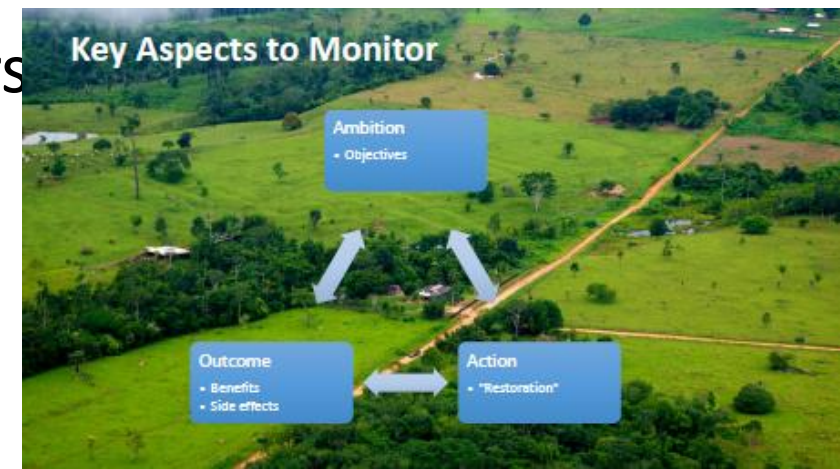 Key Aspects to Monitor
Ambition
• Objectives
Outcome
• Benefits
• Side effects
Action
• "Restoration"